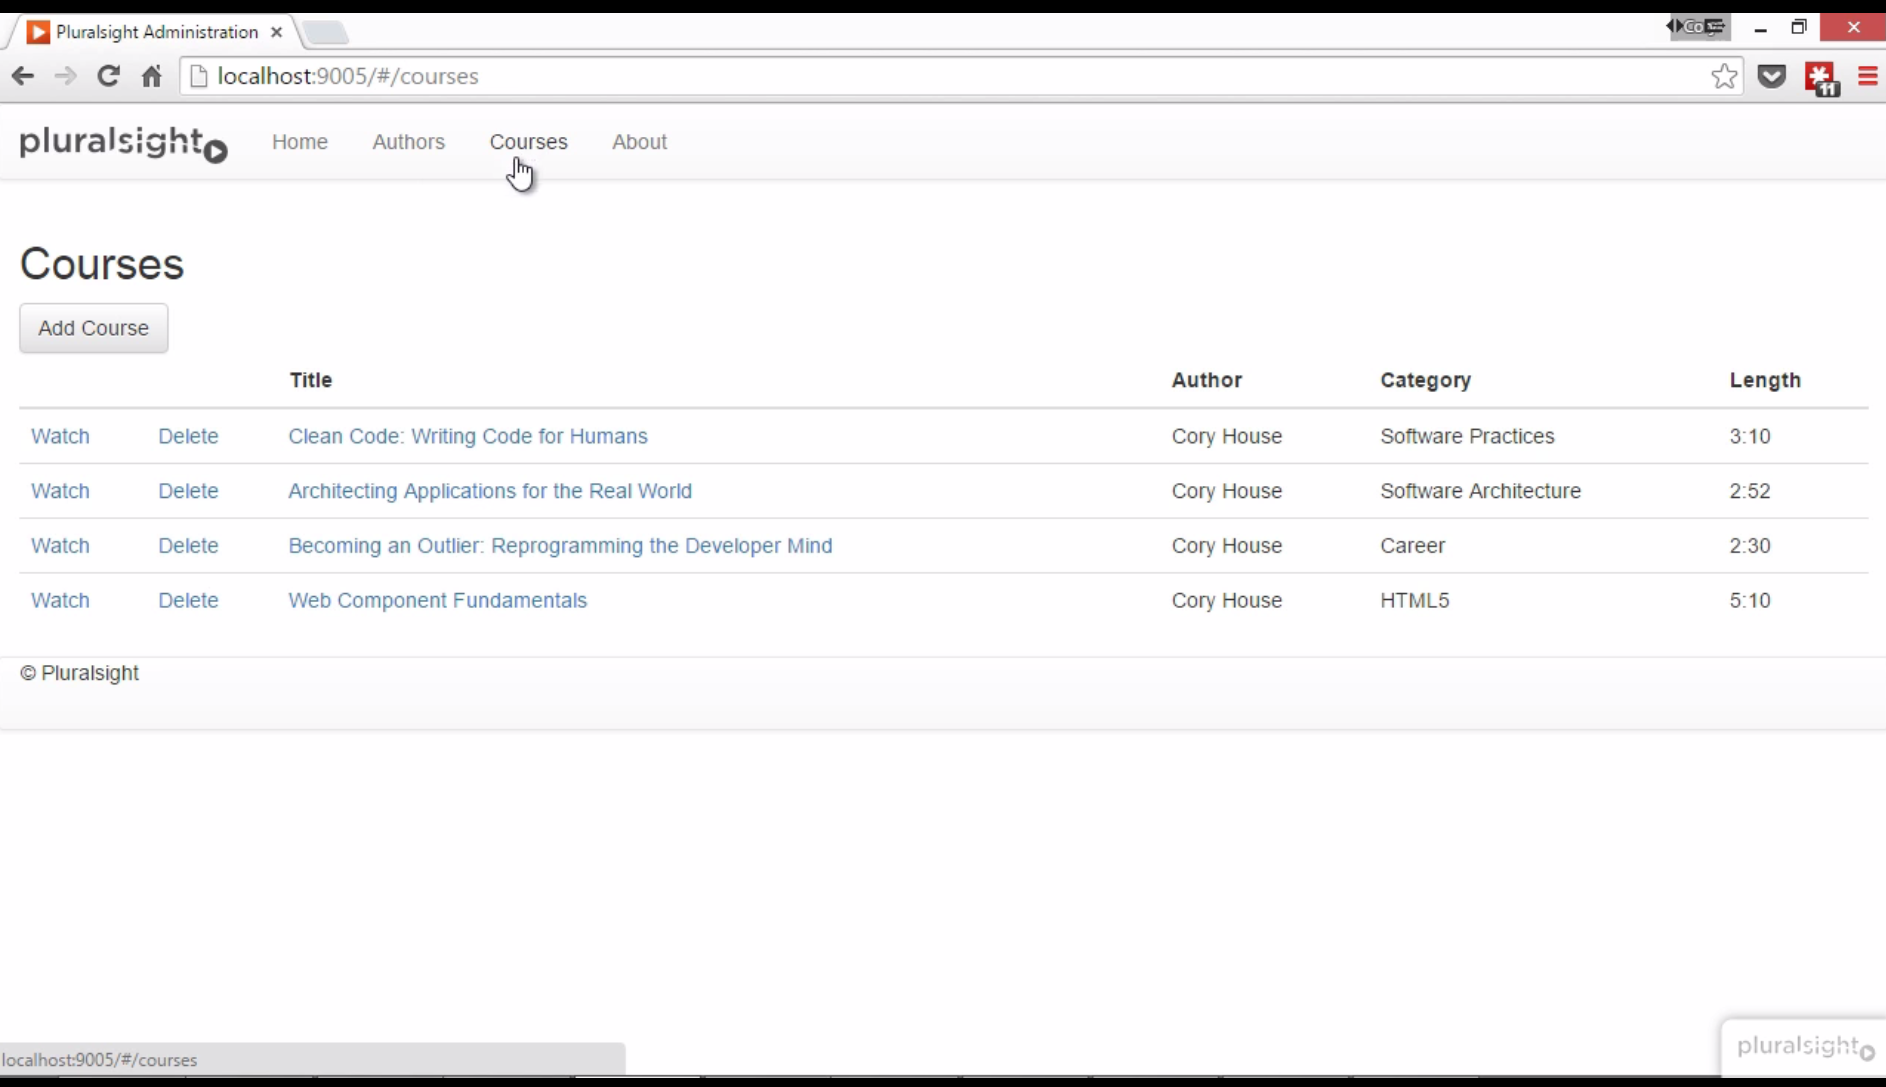 Pluralsight Administration
localhost:9005/#/courses
11
pluralsight Home Authors Courses About
Courses
Add Course
Title Author Category Length
Watch Delete Clean Code: Writing Code for Humans Cory House Software Practices 3:10
Watch Delete Architecting Applications for the Real World Cory House Software Architecture 2:52
Watch Delete Becoming an Outlier: Reprogramming the Developer Mind Cory House Career 2:30
Watch Delete Web Component Fundamentals Cory House HTML5 5:10
© Pluralsight
pluralsight
localhost:9005/#/courses